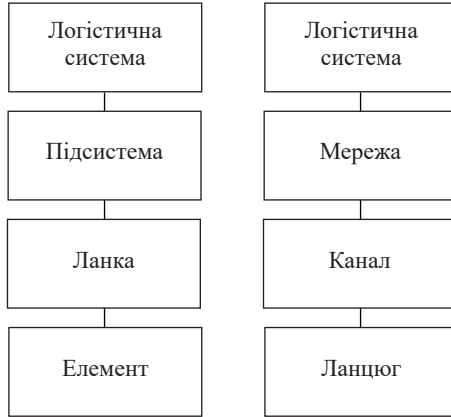 Логістична
система
Підсистема
Ланка
Елемент
Логістична
система
Мережа
Канал
Ланцюг